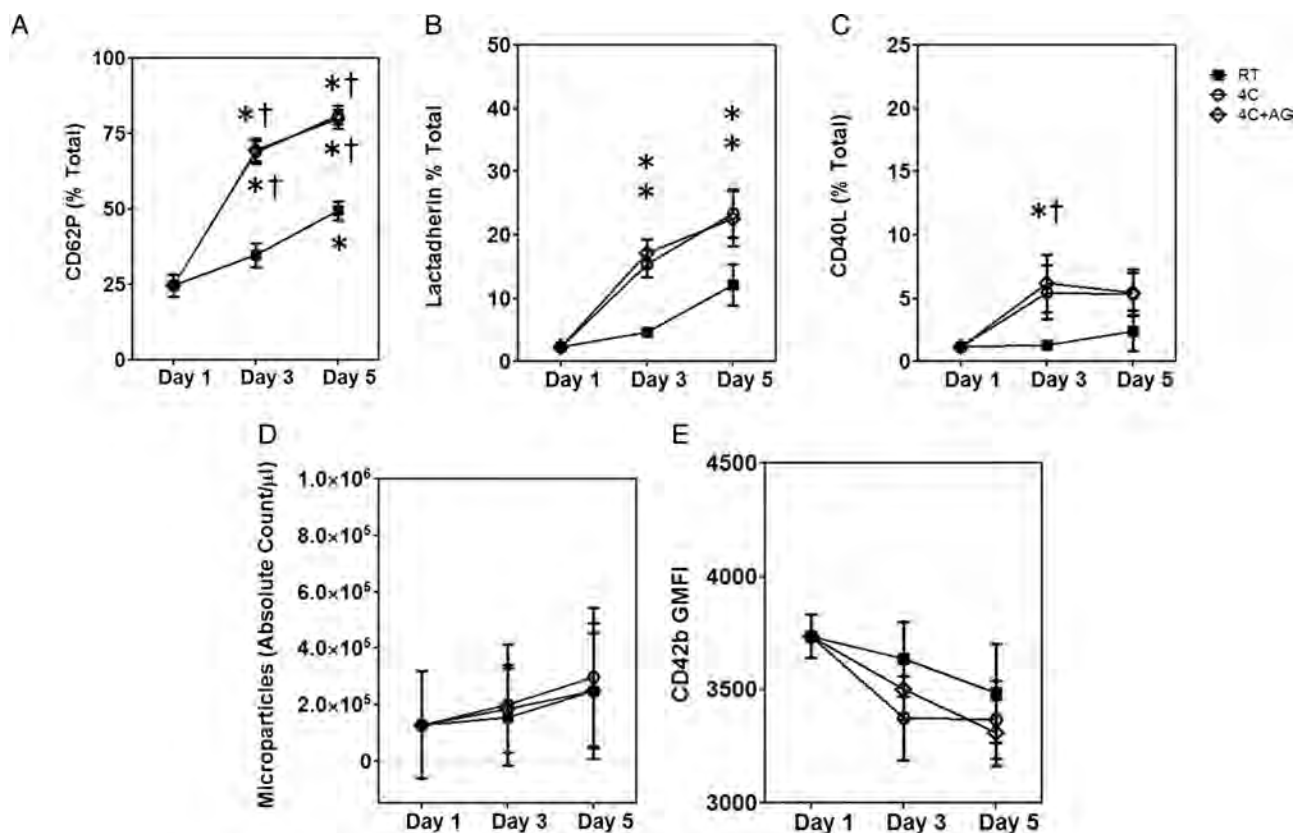 A
CD62P (% Total)
100
75
50
25
0
*†
*†
*†
*†
*
Day 1 Day 3 Day 5
B
Lactadherin % Total
50
40
30
20
10
0
*
*
*
*
Day 1 Day 3 Day 5
C
CD40L (% Total)
25
20
15
10
5
0
*†
Day 1 Day 3 Day 5
RT
4C
4C+AG
D
Microparticles (Absolute Count/µl)
1.0×10⁶
8.0×10⁵
6.0×10⁵
4.0×10⁵
2.0×10⁵
0
Day 1 Day 3 Day 5
E
CD42b GMFI
4500
4000
3500
3000
Day 1 Day 3 Day 5